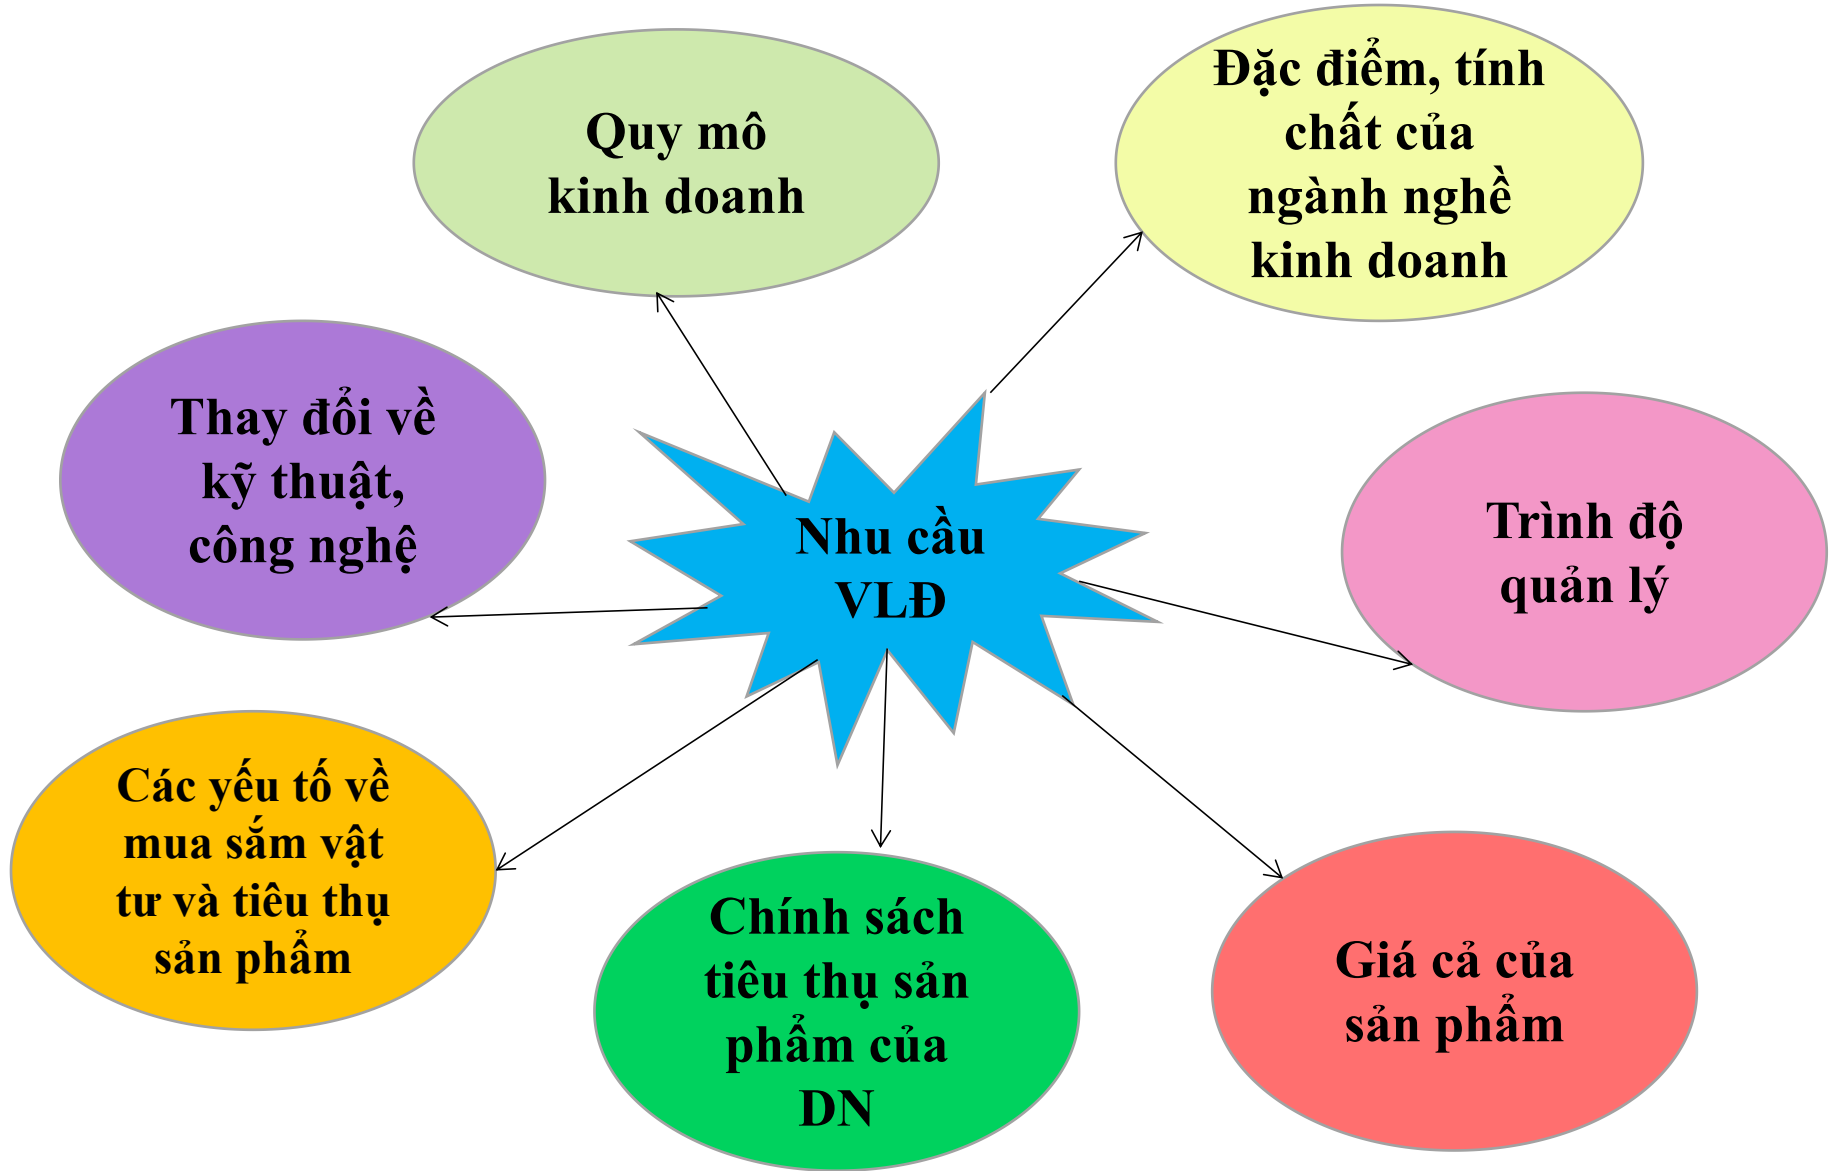 Quy mô
kinh doanh
Đặc điểm, tính
chất của
ngành nghề
kinh doanh
Thay đổi về
kỹ thuật,
công nghệ
Nhu cầu
VLĐ
Trình độ
quản lý
Các yếu tố về
mua sắm vật
tư và tiêu thụ
sản phẩm
Chính sách
tiêu thụ sản
phẩm của
DN
Giá cả của
sản phẩm